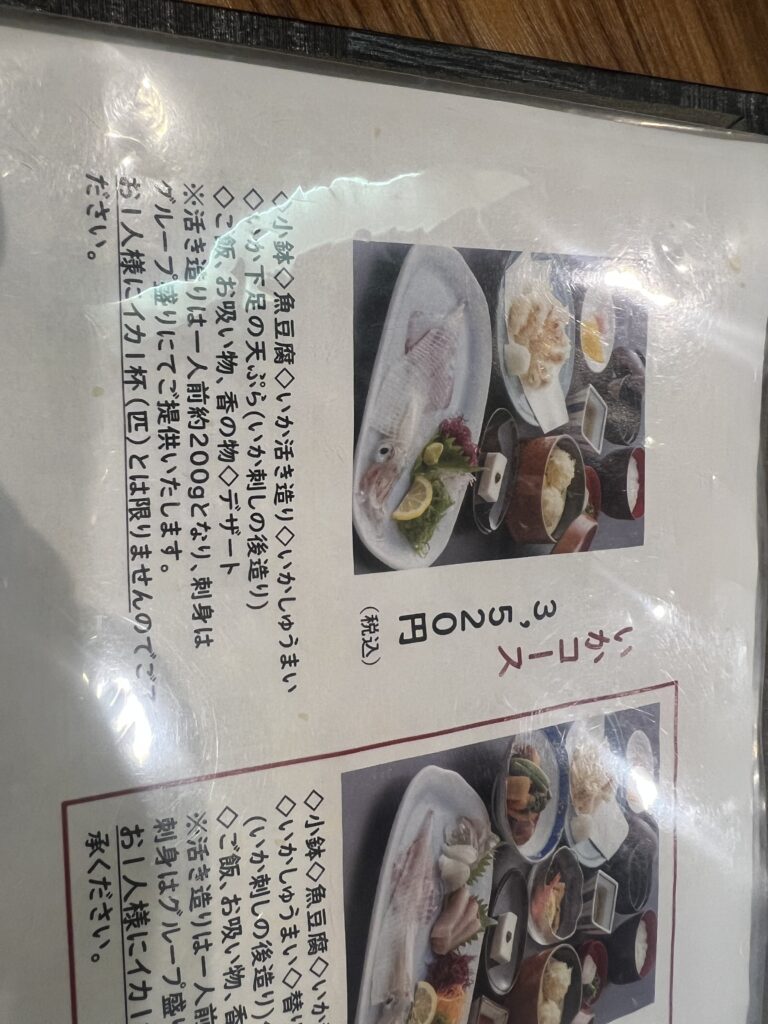 いかコース
3,520円
(税込)
◇小鉢◇魚豆腐◇いか活き造り◇いかしゅうまい
◇いか下足の天ぷら(いか刺しの後造り)
◇ご飯、お吸い物、香の物◇デザート
※活き造りは一人前約200gとなり、刺身は
グループ盛りにてご提供いたします。
お1人様にイカ1杯(匹)とは限りませんのでご
ださい。
◇小鉢◇魚豆腐◇いか
◇いかしゅうまい◇替
(いか刺しの後造り)
◇ご飯、お吸い物、香
※活き造りは一人前
刺身はグループ盛
お1人様にイカ1
承ください。